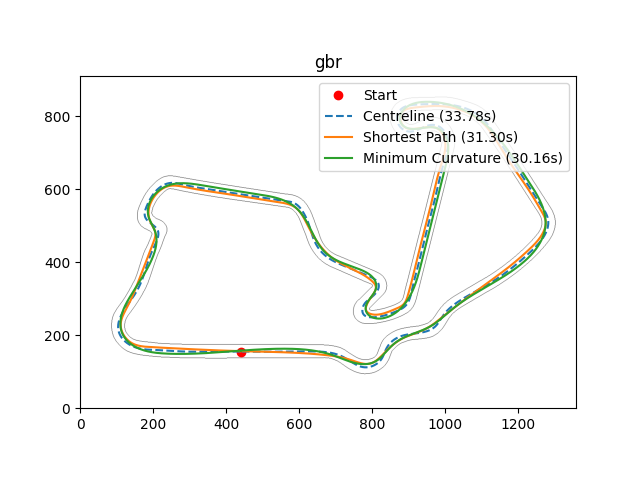 gbr
Start
Centreline (33.78s)
Shortest Path (31.30s)
Minimum Curvature (30.16s)
800
600
400
200
0
0 200 400 600 800 1000 1200